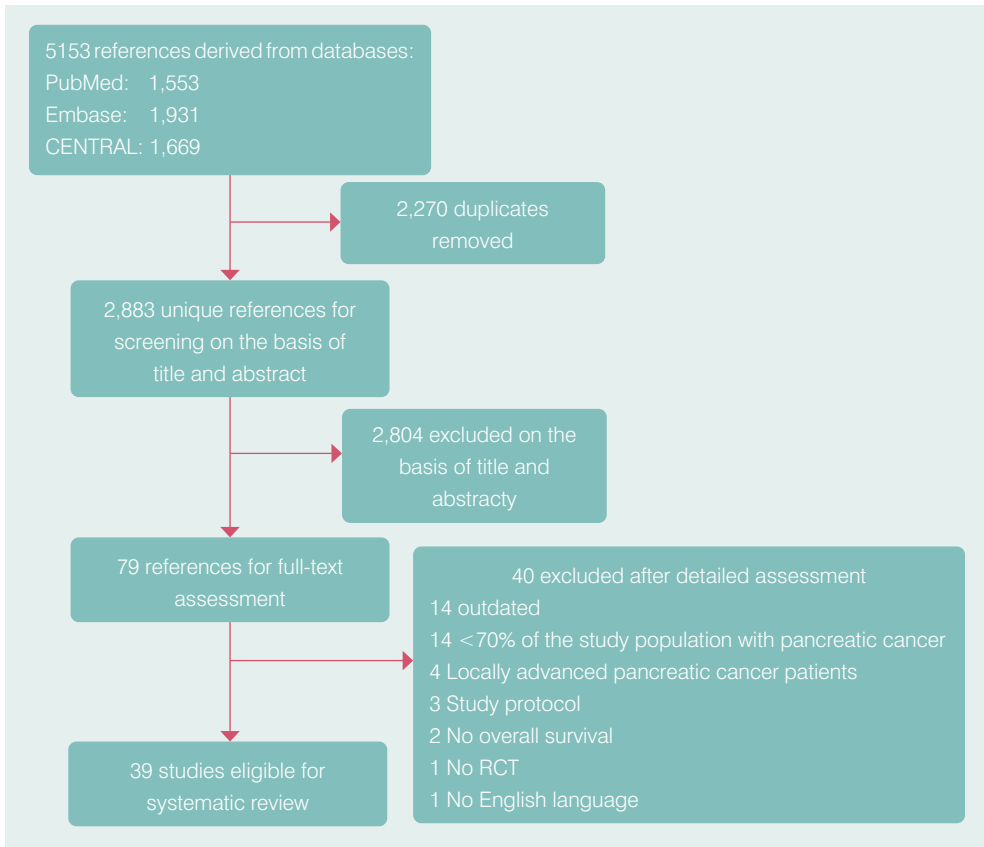 5153 references derived from databases:
PubMed: 1,553
Embase: 1,931
CENTRAL: 1,669
2,270 duplicates
removed
2,883 unique references for
screening on the basis of
title and abstract
2,804 excluded on the
basis of title and
abstracty
79 references for full-text
assessment
40 excluded after detailed assessment
14 outdated
14 <70% of the study population with pancreatic cancer
4 Locally advanced pancreatic cancer patients
3 Study protocol
2 No overall survival
1 No RCT
1 No English language
39 studies eligible for
systematic review